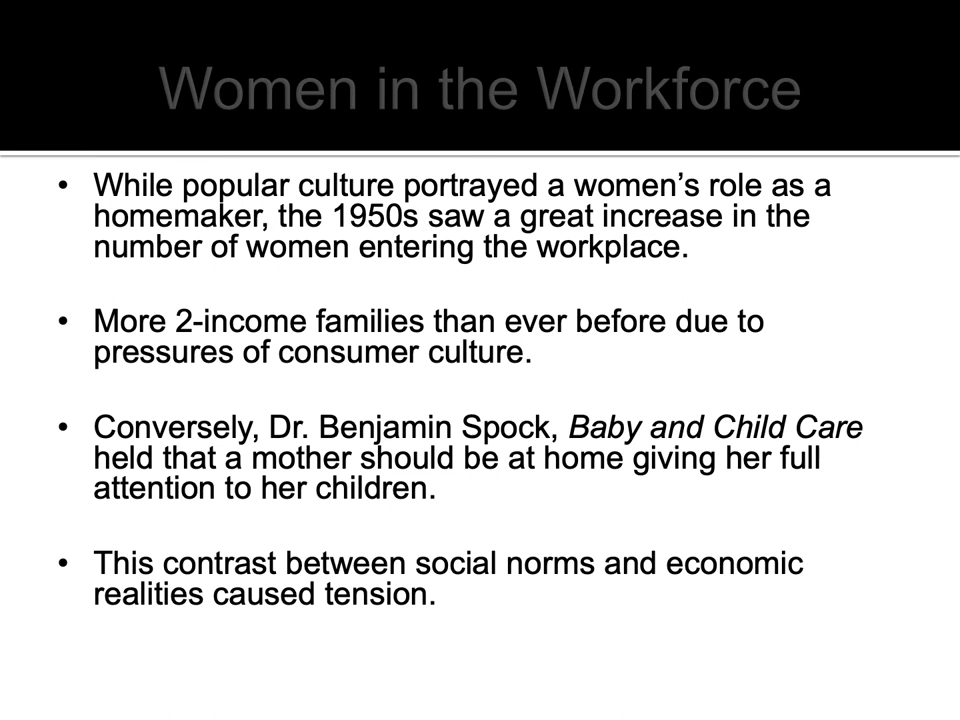 Women in the Workforce
• While popular culture portrayed a women’s role as a
homemaker, the 1950s saw a great increase in the
number of women entering the workplace.
• More 2-income families than ever before due to
pressures of consumer culture.
• Conversely, Dr. Benjamin Spock, Baby and Child Care
held that a mother should be at home giving her full
attention to her children.
• This contrast between social norms and economic
realities caused tension.